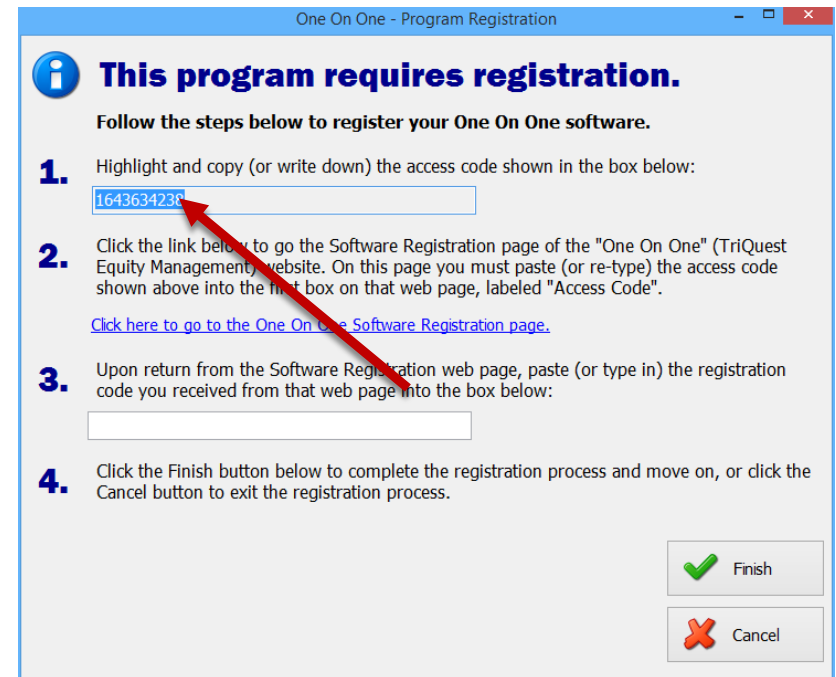 One On One - Program Registration
This program requires registration.
Follow the steps below to register your One On One software.
1. Highlight and copy (or write down) the access code shown in the box below:
1643634238
2. Click the link below to go the Software Registration page of the "One On One" (TriQuest
Equity Management) website. On this page you must paste (or re-type) the access code
shown above into the first box on that web page, labeled "Access Code".
Click here to go to the One On One Software Registration page.
3. Upon return from the Software Registration web page, paste (or type in) the registration
code you received from that web page into the box below:
4. Click the Finish button below to complete the registration process and move on, or click the
Cancel button to exit the registration process.
Finish
Cancel